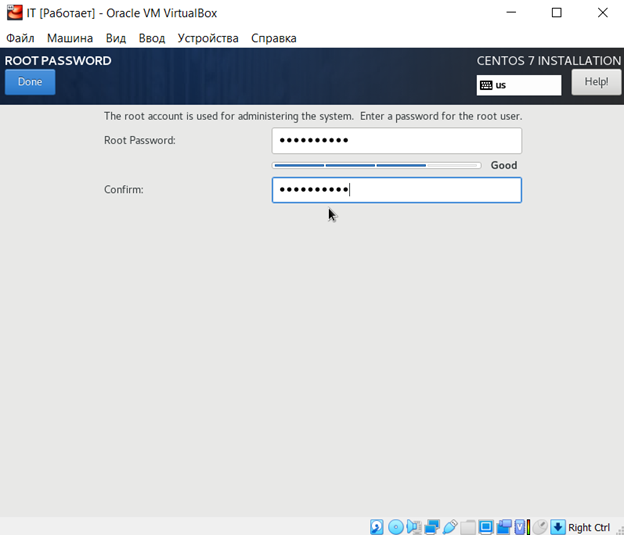 IT [Работает] - Oracle VM VirtualBox
Файл Машина Вид Ввод Устройства Справка
ROOT PASSWORD
CENTOS 7 INSTALLATION
Done
us
Help!
The root account is used for administering the system. Enter a password for the root user.
Root Password: ••••••••••
Good
Confirm: ••••••••••
Right Ctrl